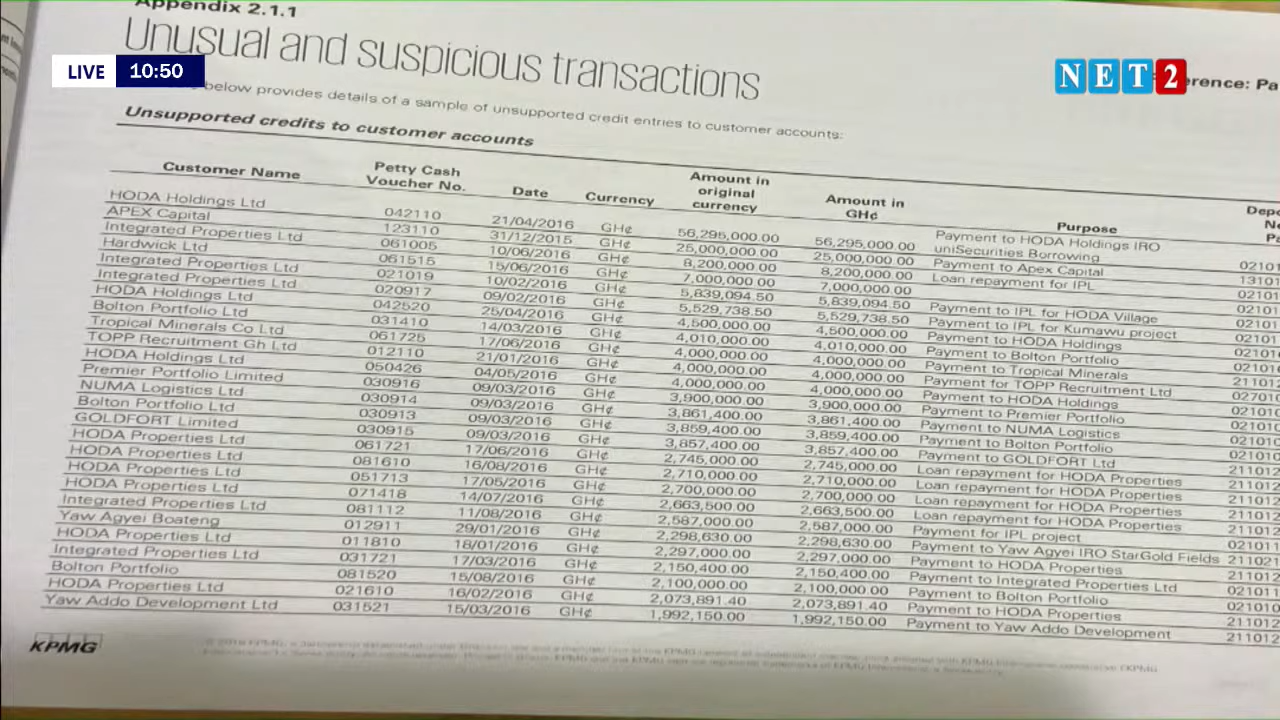 Appendix 2.1.1
Unusual and suspicious transactions
LIVE 10:50
NET 2
below provides details of a sample of unsupported credit entries to customer accounts:
Unsupported credits to customer accounts
Customer Name Petty Cash Voucher No. Date Currency Amount in original currency Amount in GH¢ Purpose
HODA Holdings Ltd 042110 21/04/2016 GH¢ 56,295,000.00 56,295,000.00 Payment to HODA Holdings IRO uniSecurities Borrowing
APEX Capital 123110 31/12/2015 GH¢ 25,000,000.00 25,000,000.00 Payment to Apex Capital
Integrated Properties Ltd 061005 10/06/2016 GH¢ 8,200,000.00 8,200,000.00 Loan repayment for IPL
Hardwick Ltd 061515 15/06/2016 GH¢ 7,000,000.00 7,000,000.00
Integrated Properties Ltd 021019 10/02/2016 GH¢ 5,839,094.50 5,839,094.50 Payment to IPL for HODA Village
Integrated Properties Ltd 020917 09/02/2016 GH¢ 5,529,738.50 5,529,738.50 Payment to IPL for Kumawu project
HODA Holdings Ltd 042520 25/04/2016 GH¢ 4,500,000.00 4,500,000.00 Payment to HODA Holdings
Bolton Portfolio Ltd 031410 14/03/2016 GH¢ 4,010,000.00 4,010,000.00 Payment to Bolton Portfolio
Tropical Minerals Co Ltd 061725 17/06/2016 GH¢ 4,000,000.00 4,000,000.00 Payment to Tropical Minerals
TOPP Recruitment Gh Ltd 012110 21/01/2016 GH¢ 4,000,000.00 4,000,000.00 Payment for TOPP Recruitment Ltd
HODA Holdings Ltd 050426 04/05/2016 GH¢ 4,000,000.00 4,000,000.00 Payment to HODA Holdings
Premier Portfolio Limited 030916 09/03/2016 GH¢ 3,900,000.00 3,900,000.00 Payment to Premier Portfolio
NUMA Logistics Ltd 030914 09/03/2016 GH¢ 3,861,400.00 3,861,400.00 Payment to NUMA Logistics
Bolton Portfolio Ltd 030913 09/03/2016 GH¢ 3,859,400.00 3,859,400.00 Payment to Bolton Portfolio
GOLDFORT Limited 030915 09/03/2016 GH¢ 3,857,400.00 3,857,400.00 Payment to GOLDFORT Ltd
HODA Properties Ltd 061721 17/06/2016 GH¢ 2,745,000.00 2,745,000.00 Loan repayment for HODA Properties
HODA Properties Ltd 081610 16/08/2016 GH¢ 2,710,000.00 2,710,000.00 Loan repayment for HODA Properties
HODA Properties Ltd 051713 17/05/2016 GH¢ 2,700,000.00 2,700,000.00 Loan repayment for HODA Properties
HODA Properties Ltd 071418 14/07/2016 GH¢ 2,663,500.00 2,663,500.00 Loan repayment for HODA Properties
Integrated Properties Ltd 081112 11/08/2016 GH¢ 2,587,000.00 2,587,000.00 Payment for IPL project
Yaw Agyei Boateng 012911 29/01/2016 GH¢ 2,298,630.00 2,298,630.00 Payment to Yaw Agyei IRO StarGold Fields
HODA Properties Ltd 011810 18/01/2016 GH¢ 2,297,000.00 2,297,000.00 Payment to HODA Properties
Integrated Properties Ltd 031721 17/03/2016 GH¢ 2,150,400.00 2,150,400.00 Payment to Integrated Properties Ltd
Bolton Portfolio 081520 15/08/2016 GH¢ 2,100,000.00 2,100,000.00 Payment to Bolton Portfolio
HODA Properties Ltd 021610 16/02/2016 GH¢ 2,073,891.40 2,073,891.40 Payment to HODA Properties
Yaw Addo Development Ltd 031521 15/03/2016 GH¢ 1,992,150.00 1,992,150.00 Payment to Yaw Addo Development
KPMG